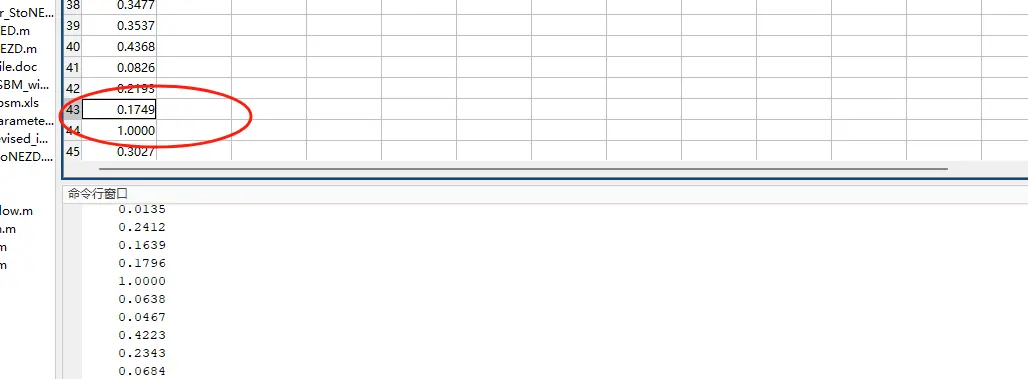 r_StoNE...
ED.m
EZD.m
ile.doc
SBM_wi...
osm.xls
aramete...
evised_i...
oNEZD....
low.m
n.m
m
m
38 0.3477
39 0.3537
40 0.4368
41 0.0826
42 0.2193
43 0.1749
44 1.0000
45 0.3027
命令行窗口
0.0135
0.2412
0.1639
0.1796
1.0000
0.0638
0.0467
0.4223
0.2343
0.0684